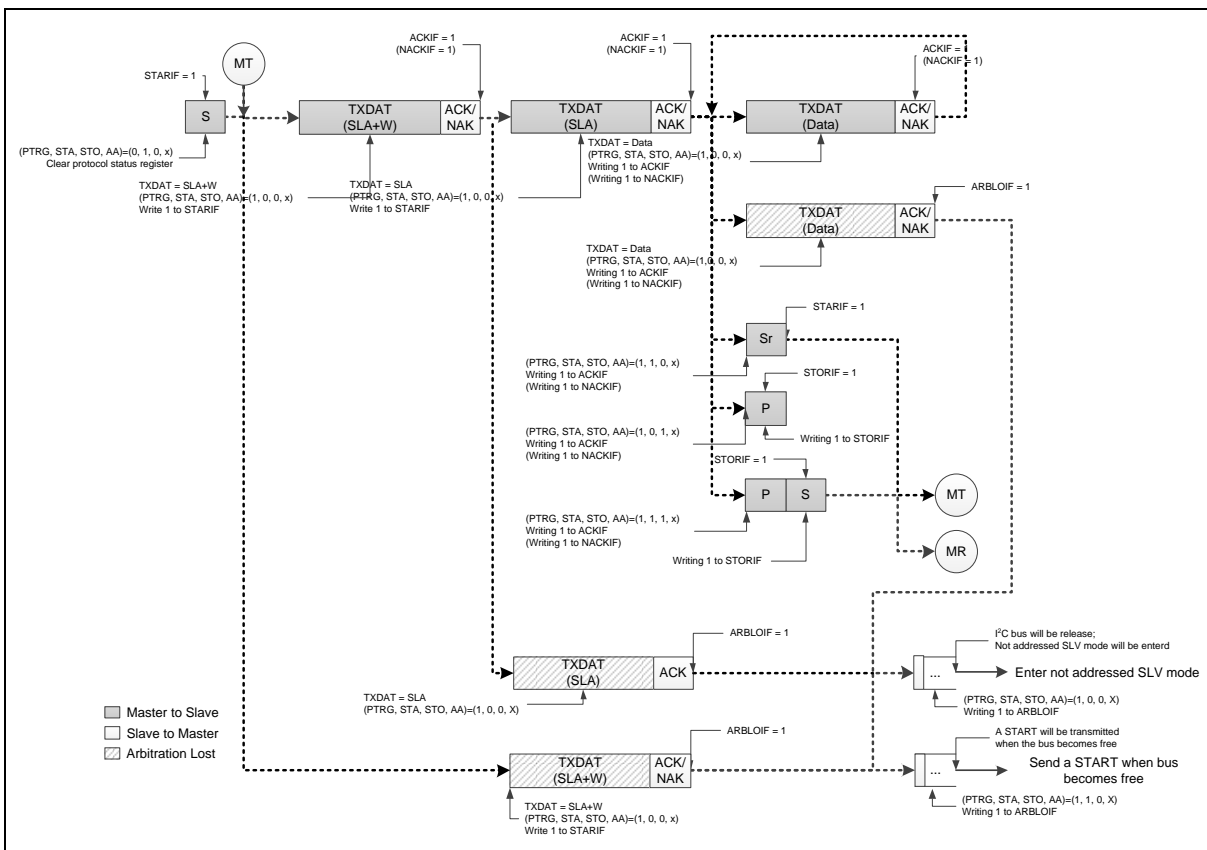 MT
STARIF = 1
S
(PTRG, STA, STO, AA)=(0, 1, 0, x)
Clear protocol status register
ACKIF = 1
(NACKIF = 1)
TXDAT
(SLA+W)
ACK/
NAK
TXDAT = SLA+W
(PTRG, STA, STO, AA)=(1, 0, 0, x)
Write 1 to STARIF
ACKIF = 1
(NACKIF = 1)
TXDAT
(SLA)
ACK/
NAK
TXDAT = SLA
(PTRG, STA, STO, AA)=(1, 0, 0, x)
Write 1 to STARIF
ACKIF =
(NACKIF = 1)
TXDAT
(Data)
ACK/
NAK
TXDAT = Data
(PTRG, STA, STO, AA)=(1, 0, 0, x)
Writing 1 to ACKIF
(Writing 1 to NACKIF)
ARBLOIF = 1
TXDAT
(Data)
ACK/
NAK
TXDAT = Data
(PTRG, STA, STO, AA)=(1, 0, 0, x)
Writing 1 to ACKIF
(Writing 1 to NACKIF)
STARIF = 1
Sr
(PTRG, STA, STO, AA)=(1, 1, 0, x)
Writing 1 to ACKIF
(Writing 1 to NACKIF)
STORIF = 1
P
(PTRG, STA, STO, AA)=(1, 0, 1, x)
Writing 1 to ACKIF
(Writing 1 to NACKIF)
Writing 1 to STORIF
STORIF = 1
P
S
MT
(PTRG, STA, STO, AA)=(1, 1, 1, x)
Writing 1 to ACKIF
(Writing 1 to NACKIF)
Writing 1 to STORIF
MR
ARBLOIF = 1
TXDAT
(SLA)
ACK
TXDAT = SLA
(PTRG, STA, STO, AA)=(1, 0, 0, X)
I²C bus will be release;
Not addressed SLV mode will be enterd
...
Enter not addressed SLV mode
(PTRG, STA, STO, AA)=(1, 0, 0, X)
Writing 1 to ARBLOIF
Master to Slave
Slave to Master
Arbitration Lost
ARBLOIF = 1
TXDAT
(SLA+W)
ACK/
NAK
TXDAT = SLA+W
(PTRG, STA, STO, AA)=(1, 0, 0, x)
Write 1 to STARIF
A START will be transmitted
when the bus becomes free
...
Send a START when bus
becomes free
(PTRG, STA, STO, AA)=(1, 1, 0, X)
Writing 1 to ARBLOIF